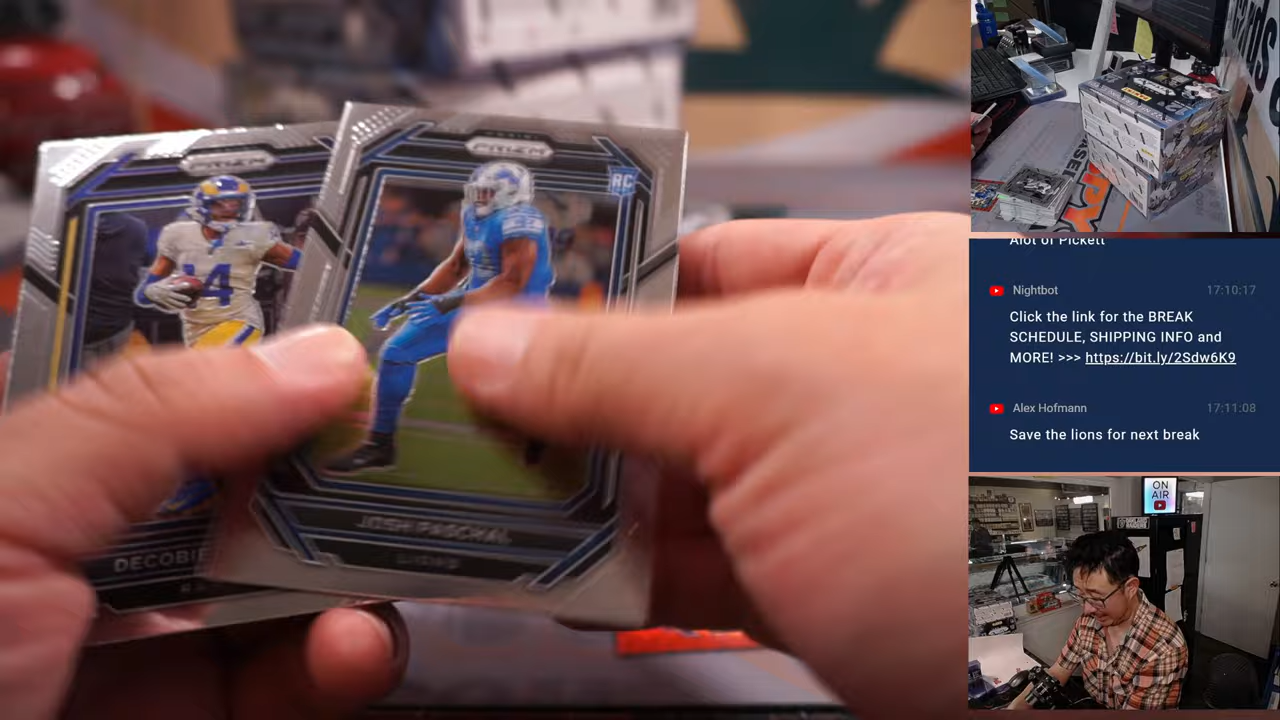 PRIZM
PRIZM
RC
14
DECOBIE
JOSH PASCHAL
LIONS
Alot of Pickett
Nightbot
17:10:17
Click the link for the BREAK
SCHEDULE, SHIPPING INFO and
MORE! >>> https://bit.ly/2Sdw6K9
Alex Hofmann
17:11:08
Save the lions for next break
ON
AIR